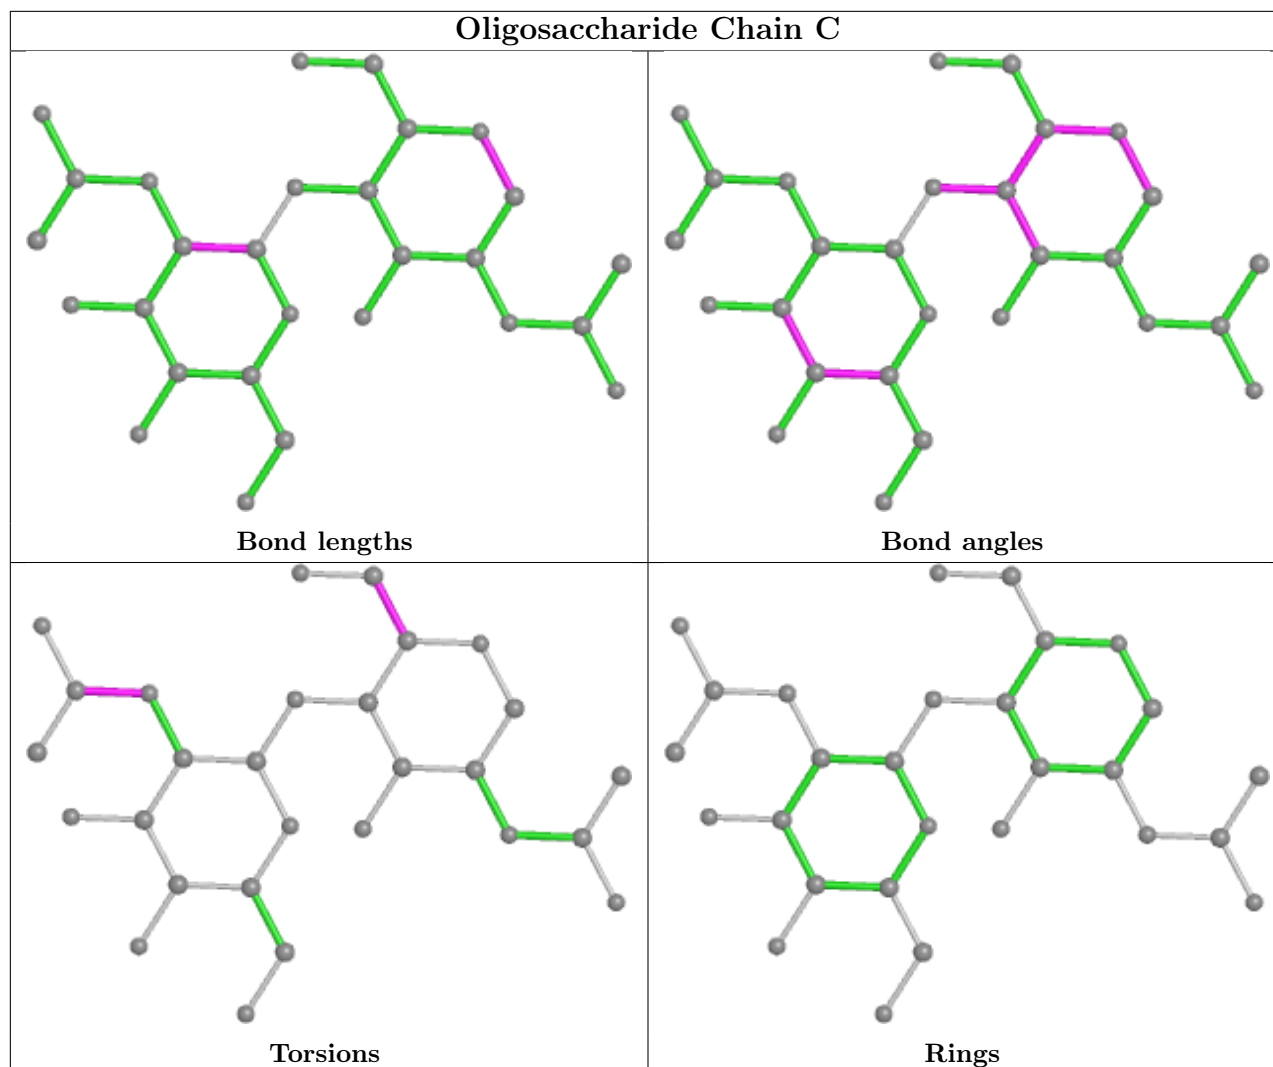 Oligosaccharide Chain C
Bond lengths
Bond angles
Torsions
Rings